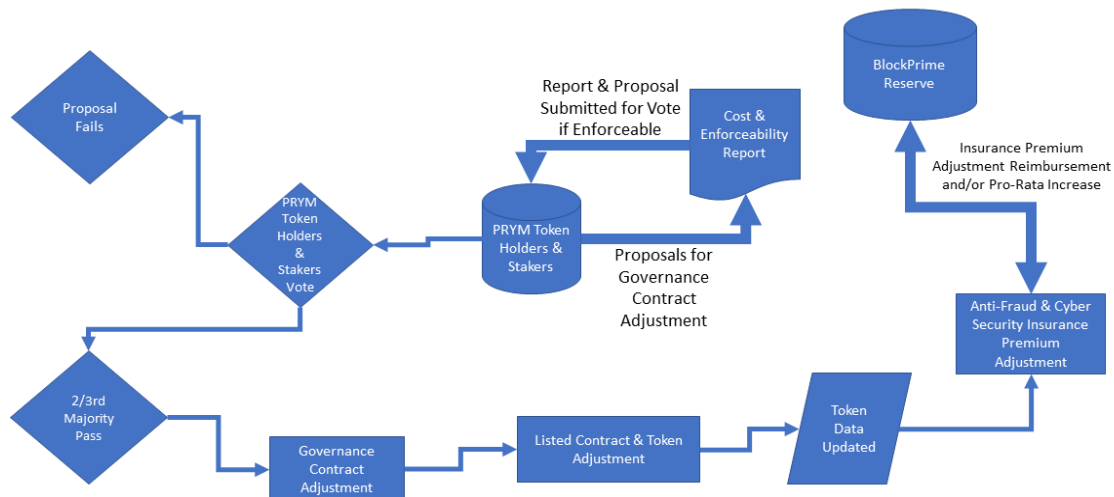 Proposal
Fails
PRYM
Token
Holders
&
Stakers
Vote
2/3rd
Majority
Pass
Report & Proposal
Submitted for Vote
if Enforceable
Cost &
Enforceability
Report
PRYM Token
Holders &
Stakers
Proposals for
Governance
Contract
Adjustment
BlockPrime
Reserve
Insurance Premium
Adjustment Reimbursement
and/or Pro-Rata Increase
Anti-Fraud & Cyber
Security Insurance
Premium
Adjustment
Governance
Contract
Adjustment
Listed Contract & Token
Adjustment
Token
Data
Updated